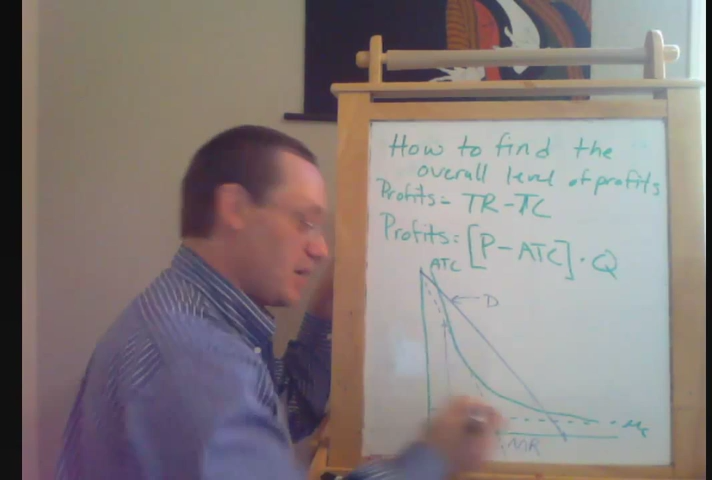 How to find the
overall level of profits
Profits= TR-TC
Profits=[P-ATC]·Q
ATC
D
MC
MR